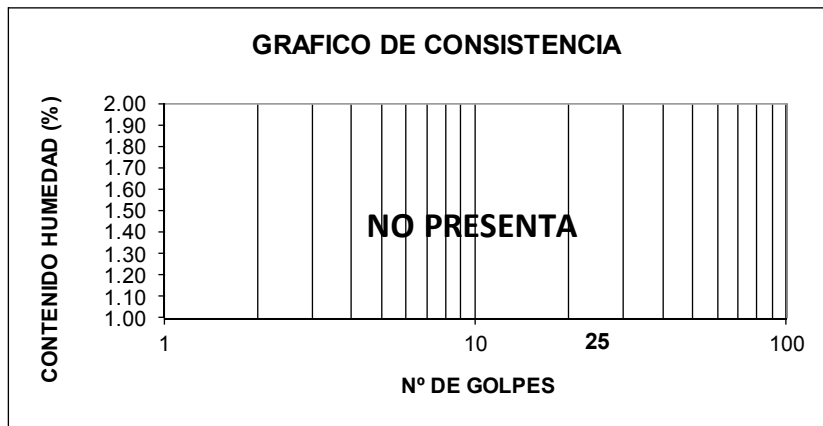 GRAFICO DE CONSISTENCIA
CONTENIDO HUMEDAD (%)
2.00
1.90
1.80
1.70
1.60
1.50
1.40
1.30
1.20
1.10
1.00
NO PRESENTA
1 10 25 100
Nº DE GOLPES